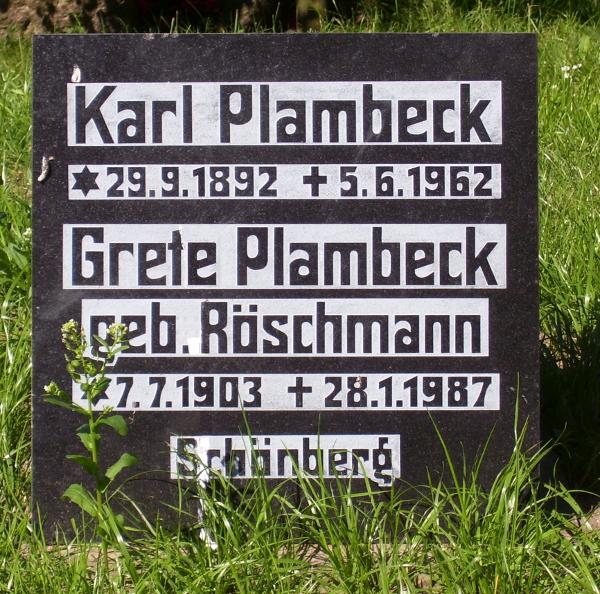 Karl Plambeck
✶ 29.9.1892 ✝ 5.6.1962
Grete Plambeck
geb. Röschmann
✶ 7.7.1903 ✝ 28.1.1987
Schönberg